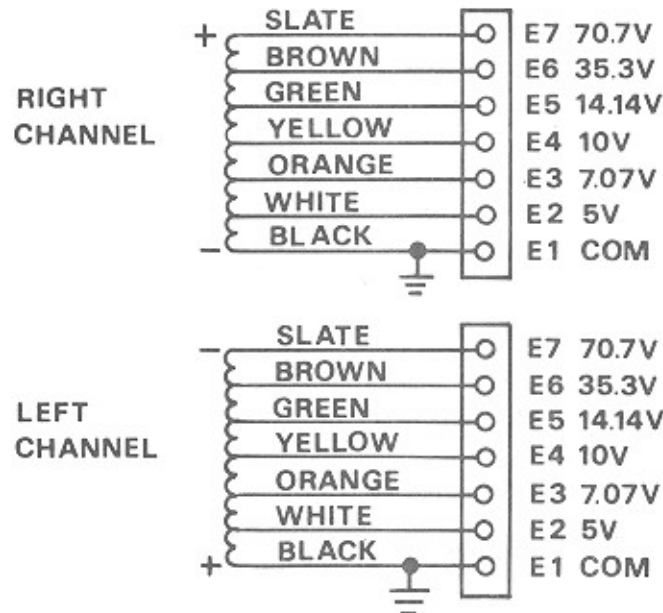 + SLATE E7 70.7V
BROWN E6 35.3V
GREEN E5 14.14V
RIGHT CHANNEL
YELLOW E4 10V
ORANGE E3 7.07V
WHITE E2 5V
- BLACK E1 COM
- SLATE E7 70.7V
BROWN E6 35.3V
GREEN E5 14.14V
LEFT CHANNEL
YELLOW E4 10V
ORANGE E3 7.07V
WHITE E2 5V
+ BLACK E1 COM